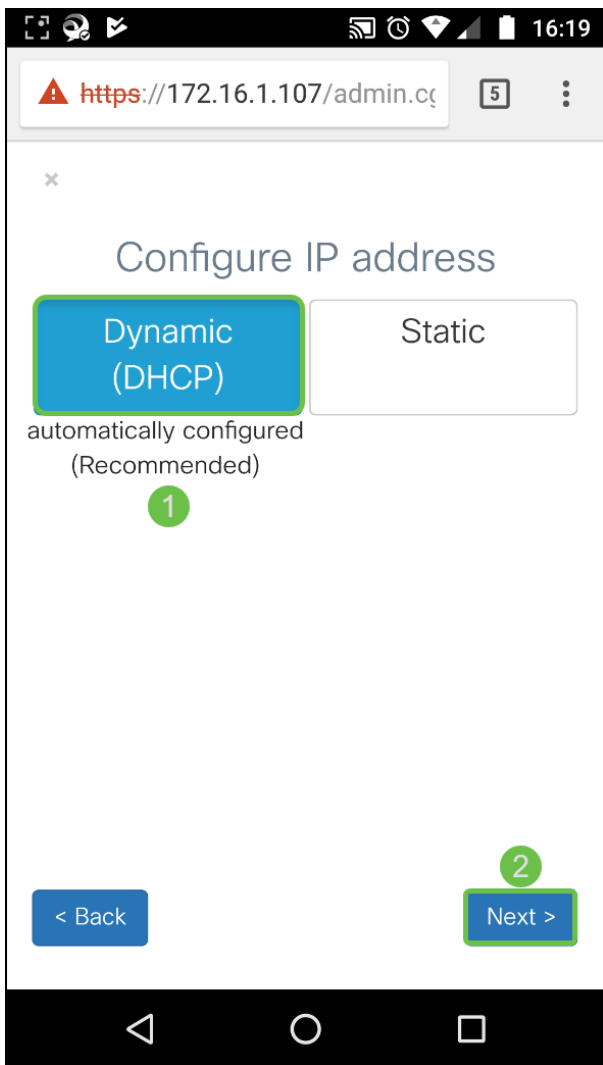 16:19
https://172.16.1.107/admin.cg
5
×
Configure IP address
Dynamic
(DHCP)
Static
automatically configured
(Recommended)
1
2
< Back
Next >